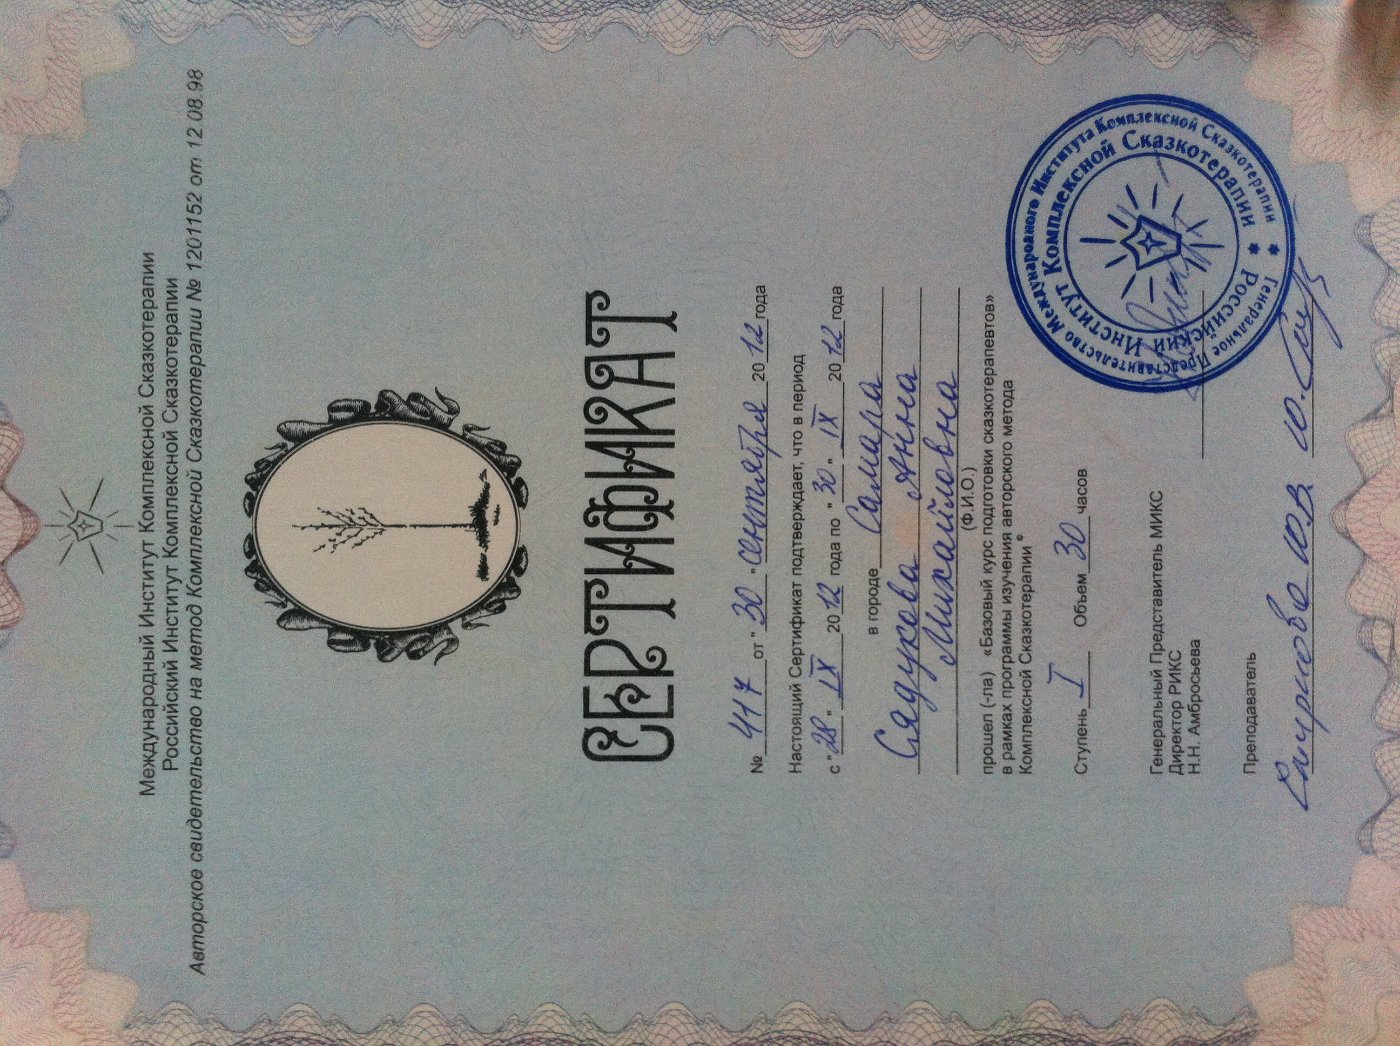 Международный Институт Комплексной Сказкотерапии
Российский Институт Комплексной Сказкотерапии
Авторское свидетельство на метод Комплексной Сказкотерапии № 1201152 от 12 08.98
СЕРТИФИКАТ
№ 417 от "30" сентября 2012 года
Настоящий Сертификат подтверждает, что в период
с "28" IX 2012 года по "30" IX 2012 года
в городе Самара
Сядукова Анна
Михайловна
(Ф.И.О.)
прошел (-ла) «Базовый курс подготовки сказкотерапевтов»
в рамках программы изучения авторского метода
Комплексной Сказкотерапии®
Ступень I Объем 30 часов
Генеральный Представитель МИКС
Директор РИКС
Н.Н. Амбросьева
Генеральное Представительство Международного Института Комплексной Сказкотерапии
Российский Институт Комплексной Сказкотерапии
Преподаватель
Ю.В.